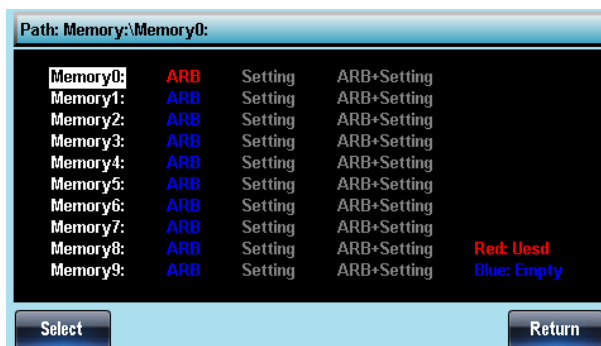 Path: Memory:\Memory0:
Memory0: ARB Setting ARB+Setting
Memory1: ARB Setting ARB+Setting
Memory2: ARB Setting ARB+Setting
Memory3: ARB Setting ARB+Setting
Memory4: ARB Setting ARB+Setting
Memory5: ARB Setting ARB+Setting
Memory6: ARB Setting ARB+Setting
Memory7: ARB Setting ARB+Setting
Memory8: ARB Setting ARB+Setting Red: Uesd
Memory9: ARB Setting ARB+Setting Blue: Empty
Select Return